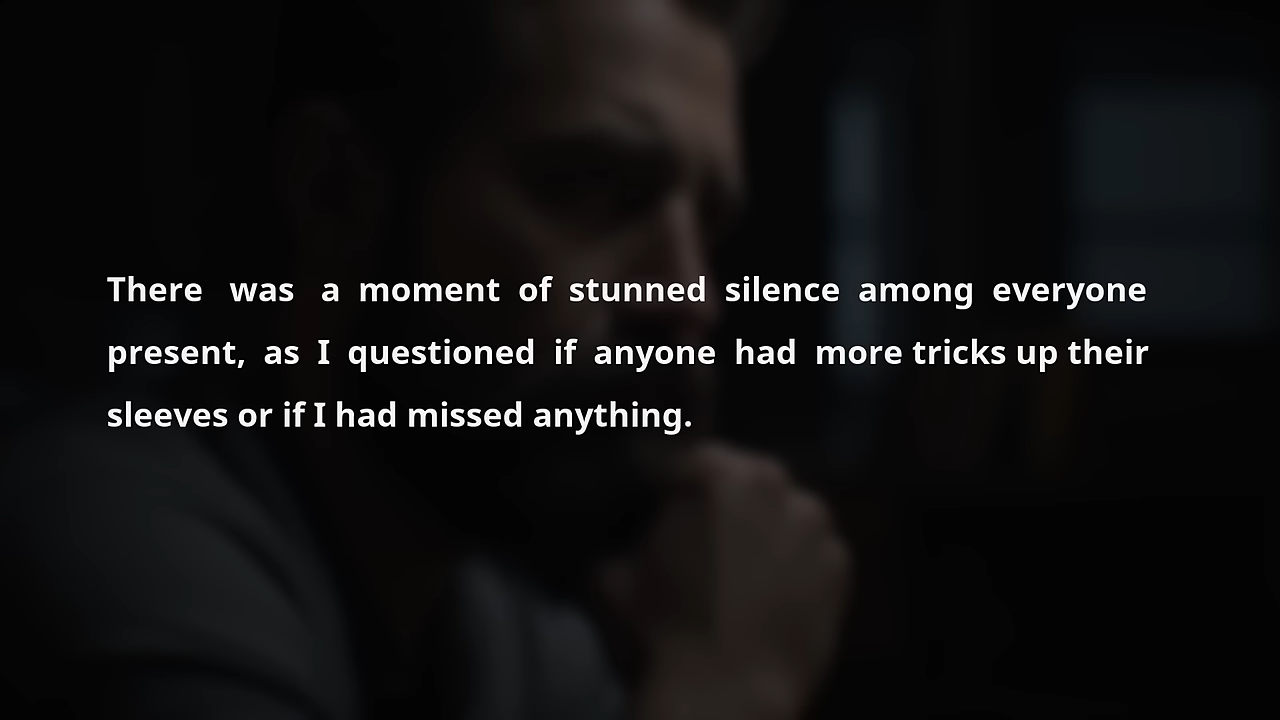 There was a moment of stunned silence among everyone
present, as I questioned if anyone had more tricks up their
sleeves or if I had missed anything.